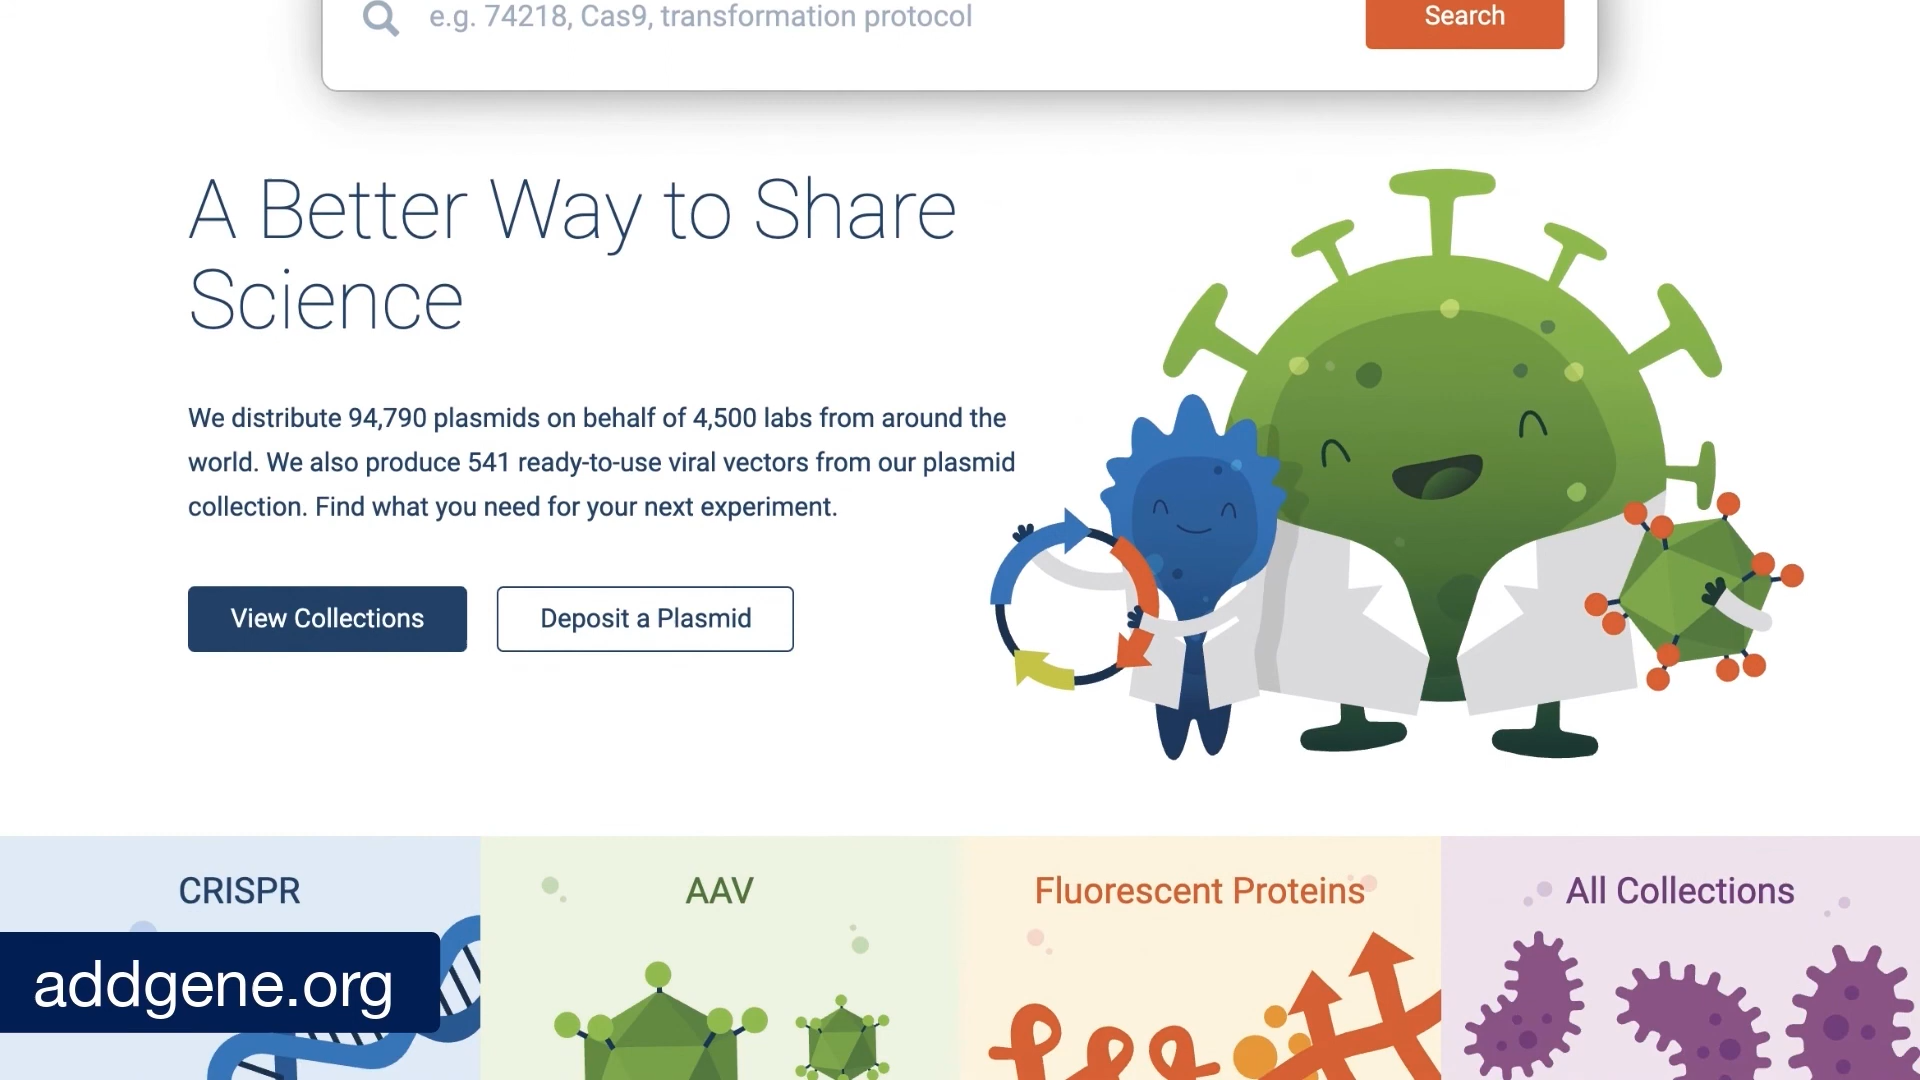 e.g. 74218, Cas9, transformation protocol
Search
A Better Way to Share
Science
We distribute 94,790 plasmids on behalf of 4,500 labs from around the
world. We also produce 541 ready-to-use viral vectors from our plasmid
collection. Find what you need for your next experiment.
View Collections
Deposit a Plasmid
CRISPR
AAV
Fluorescent Proteins
All Collections
addgene.org